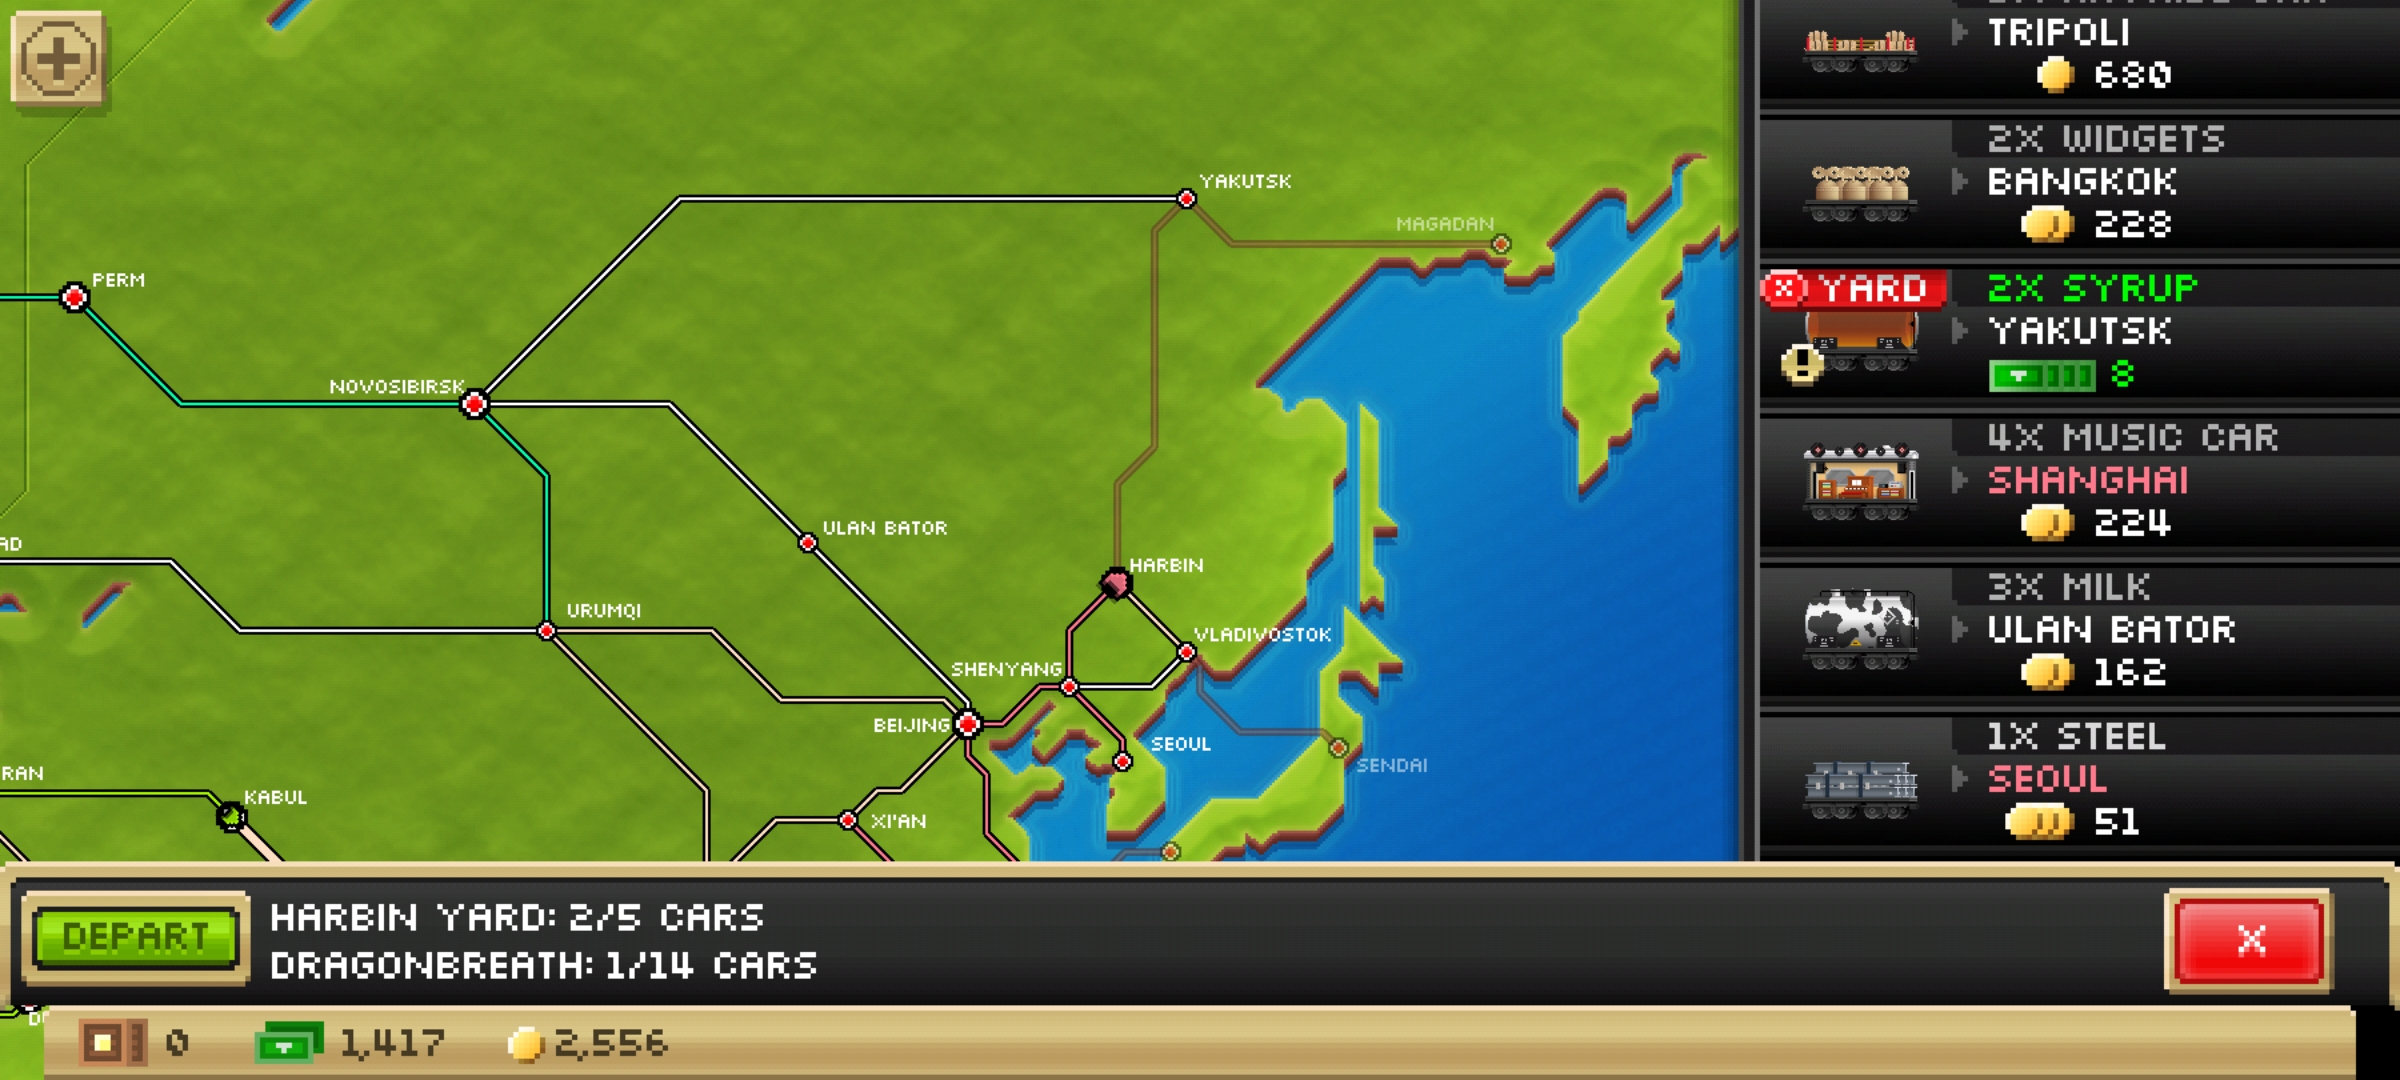 YAKUTSK
MAGADAN
PERM
NOVOSIBIRSK
ULAN BATOR
AD
HARBIN
URUMQI
VLADIVOSTOK
SHENYANG
BEIJING
SEOUL
SENDAI
RAN
KABUL
XI'AN
TRIPOLI
680
2X WIDGETS
BANGKOK
228
X YARD
2X SYRUP
YAKUTSK
! 8
4X MUSIC CAR
SHANGHAI
224
3X MILK
ULAN BATOR
162
1X STEEL
SEOUL
51
DEPART
HARBIN YARD: 2/5 CARS
DRAGONBREATH: 1/14 CARS
X
0 1,417 2,556